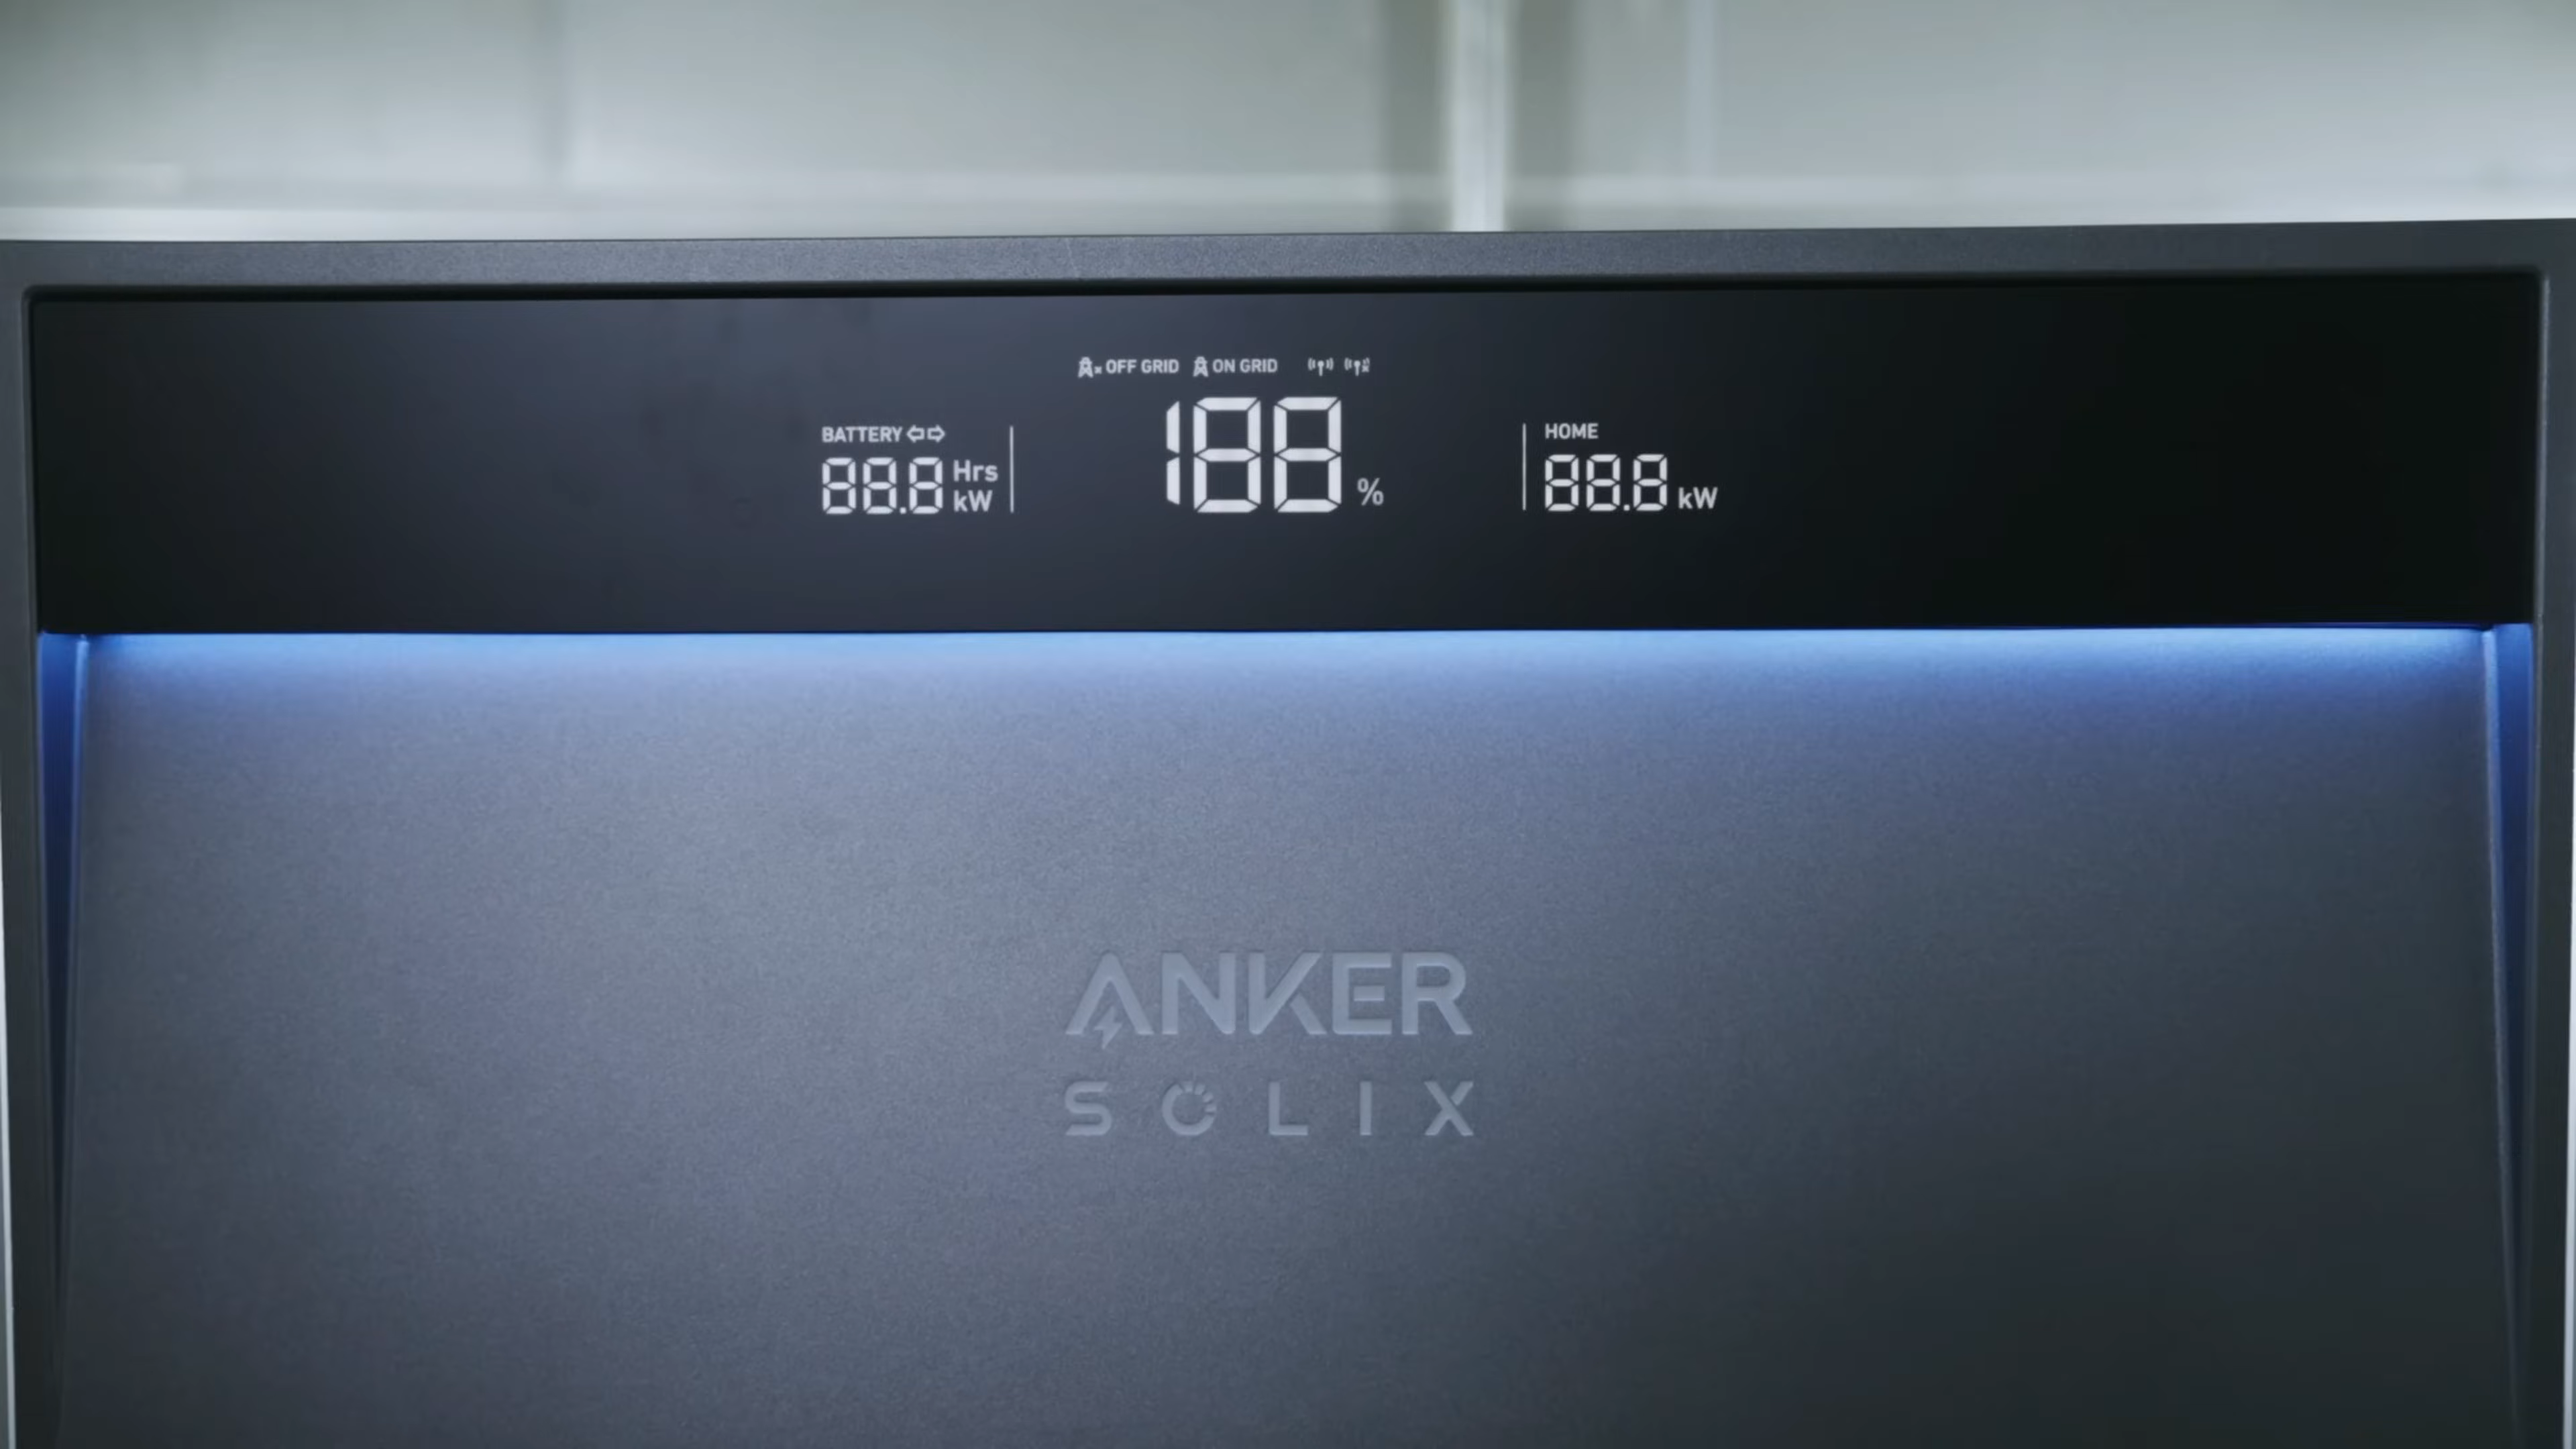 OFF GRID ON GRID
BATTERY
88.8 Hrs kW
188 %
HOME
88.8 kW
ANKER
SOLIX